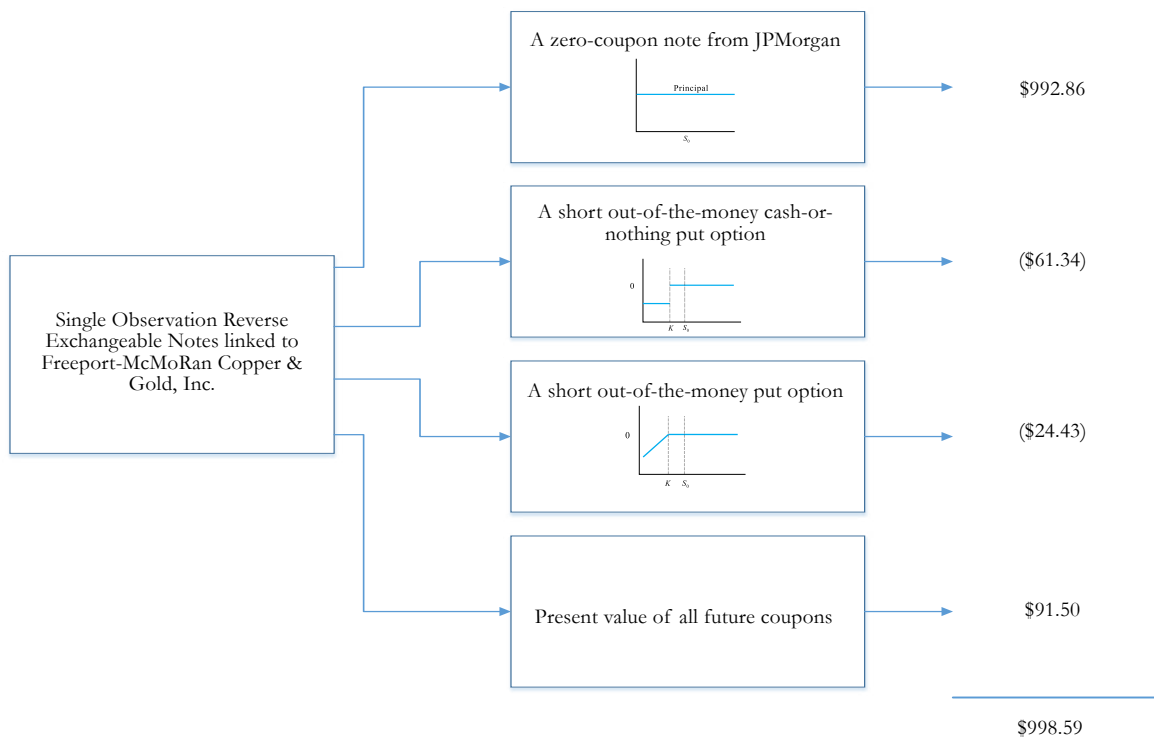 A zero-coupon note from JPMorgan
Principal
S0
$992.86
A short out-of-the-money cash-or-
nothing put option
0
K
S0
($61.34)
Single Observation Reverse
Exchangeable Notes linked to
Freeport-McMoRan Copper &
Gold, Inc.
A short out-of-the-money put option
0
K
S0
($24.43)
Present value of all future coupons
$91.50
$998.59